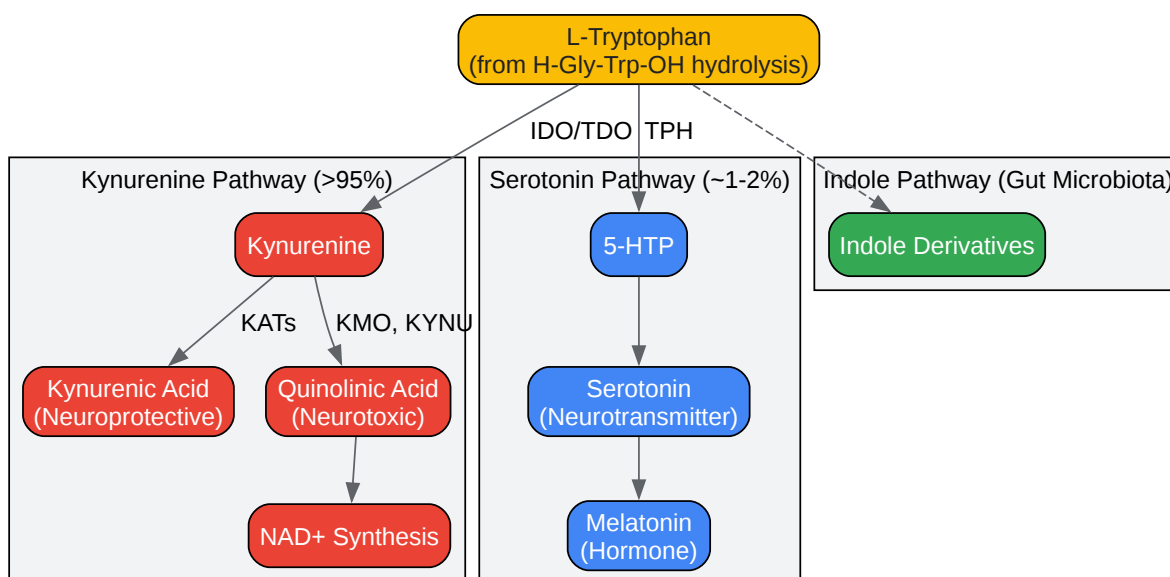 L-Tryptophan
(from H-Gly-Trp-OH hydrolysis)
IDO/TDO
TPH
Kynurenine Pathway (>95%)
Serotonin Pathway (~1-2%)
Indole Pathway (Gut Microbiota)
Kynurenine
5-HTP
Indole Derivatives
KATs
KMO, KYNU
Kynurenic Acid
(Neuroprotective)
Quinolinic Acid
(Neurotoxic)
Serotonin
(Neurotransmitter)
NAD+ Synthesis
Melatonin
(Hormone)